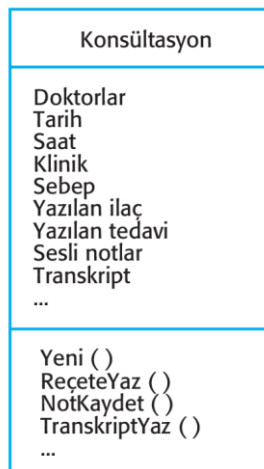 Konsültasyon
Doktorlar
Tarih
Saat
Klinik
Sebep
Yazılan ilaç
Yazılan tedavi
Sesli notlar
Transkript
...
Yeni ( )
ReçeteYaz ( )
NotKaydet ( )
TranskriptYaz ( )
...